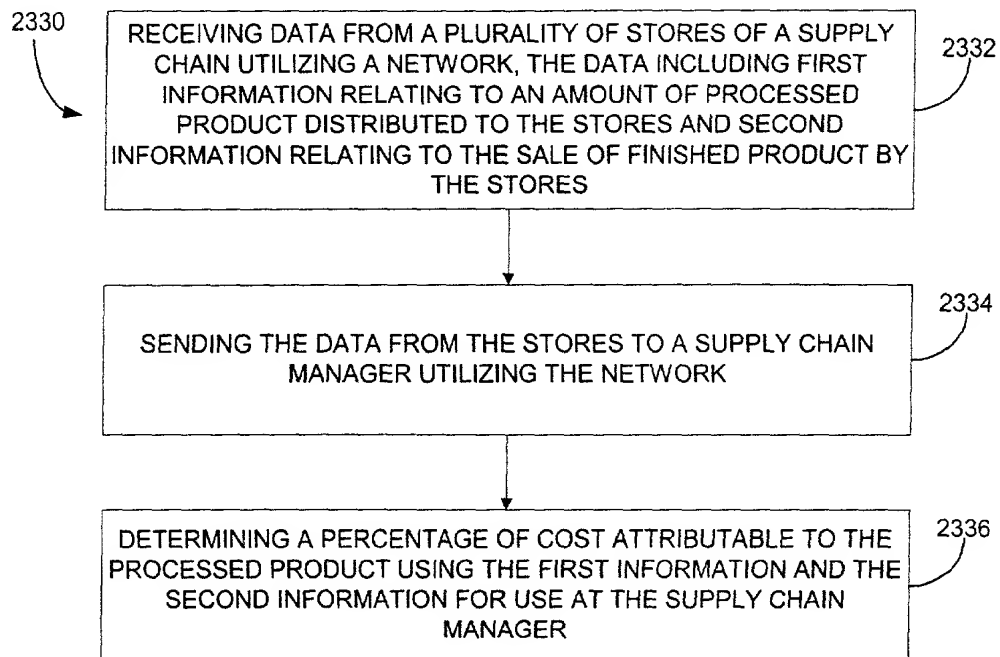 2330
RECEIVING DATA FROM A PLURALITY OF STORES OF A SUPPLY
CHAIN UTILIZING A NETWORK, THE DATA INCLUDING FIRST
INFORMATION RELATING TO AN AMOUNT OF PROCESSED
PRODUCT DISTRIBUTED TO THE STORES AND SECOND
INFORMATION RELATING TO THE SALE OF FINISHED PRODUCT BY
THE STORES
2332
SENDING THE DATA FROM THE STORES TO A SUPPLY CHAIN
MANAGER UTILIZING THE NETWORK
2334
DETERMINING A PERCENTAGE OF COST ATTRIBUTABLE TO THE
PROCESSED PRODUCT USING THE FIRST INFORMATION AND THE
SECOND INFORMATION FOR USE AT THE SUPPLY CHAIN
MANAGER
2336